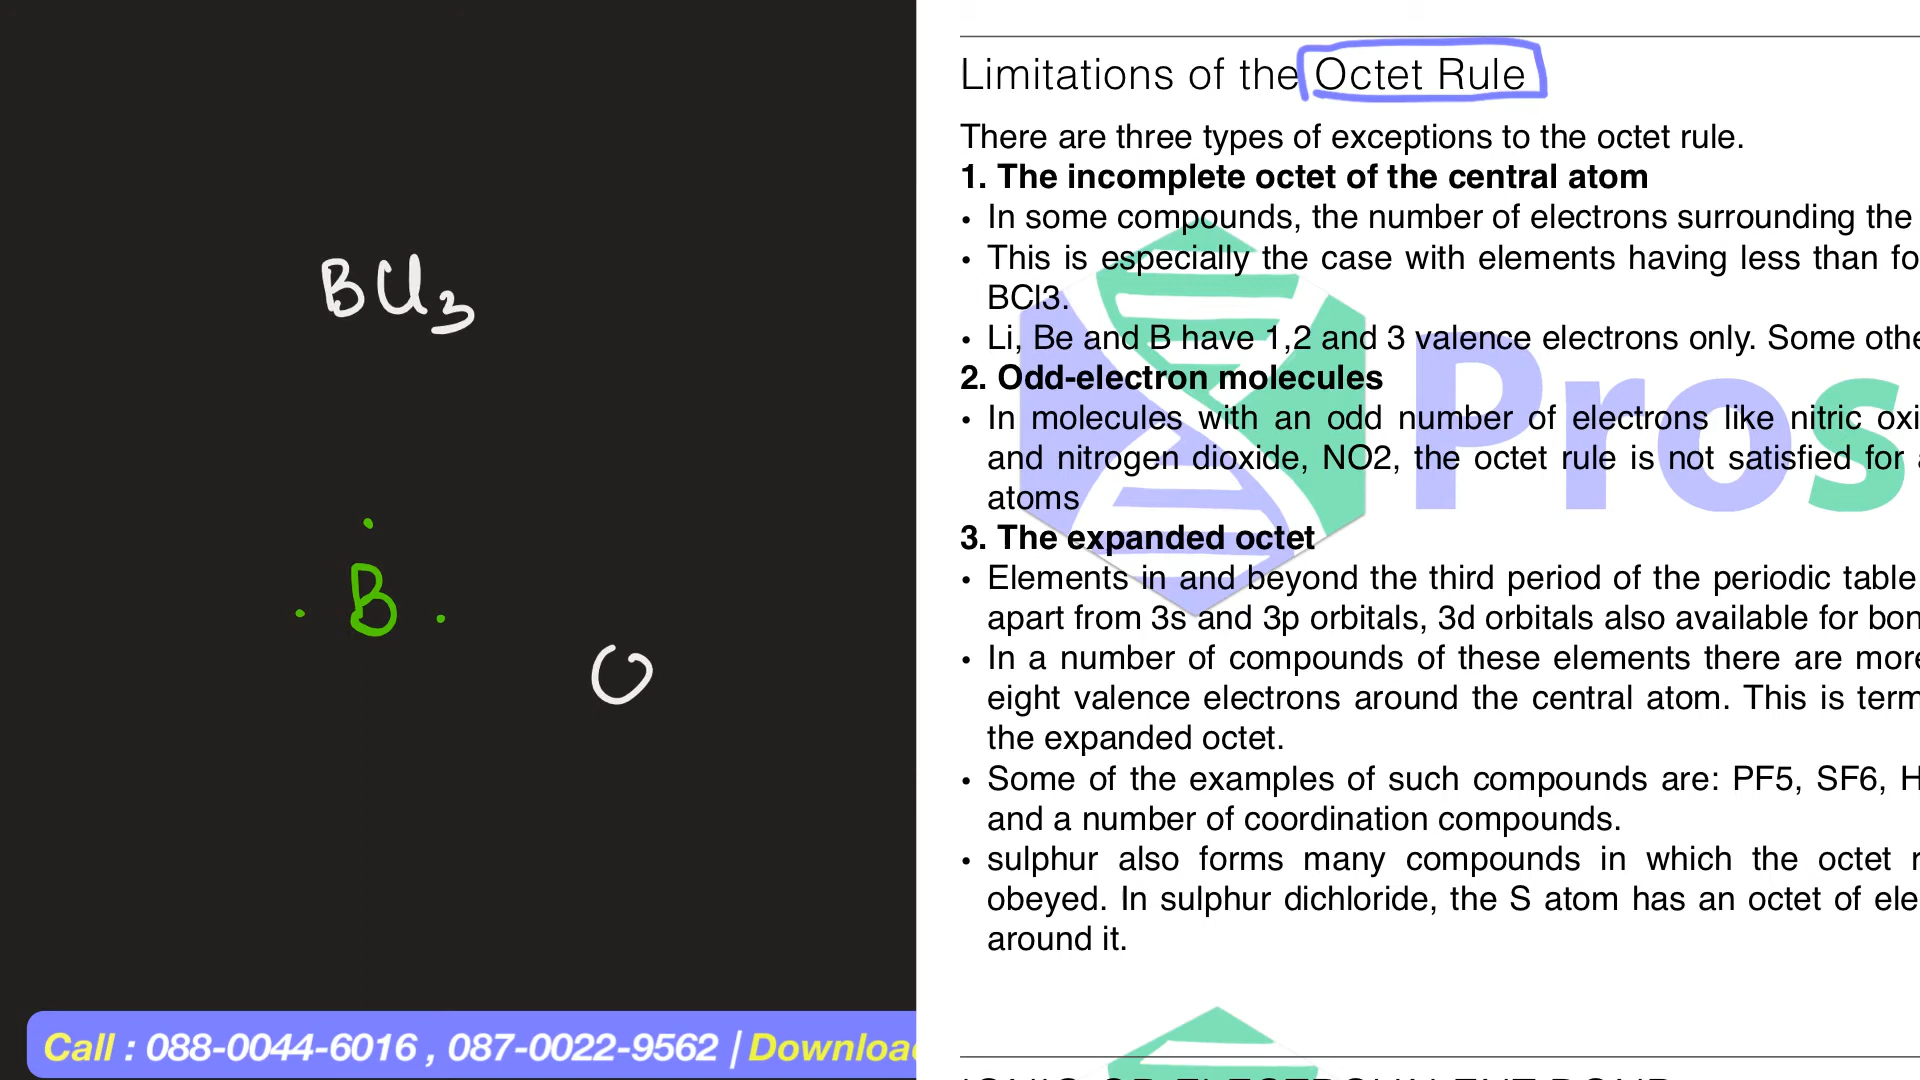 BCl3
B
Call : 088-0044-6016 , 087-0022-9562 | Downloa
Limitations of the Octet Rule
There are three types of exceptions to the octet rule.
1. The incomplete octet of the central atom
• In some compounds, the number of electrons surrounding the
• This is especially the case with elements having less than fo
BCl3.
• Li, Be and B have 1,2 and 3 valence electrons only. Some othe
2. Odd-electron molecules
• In molecules with an odd number of electrons like nitric oxi
and nitrogen dioxide, NO2, the octet rule is not satisfied for a
atoms
3. The expanded octet
• Elements in and beyond the third period of the periodic table
apart from 3s and 3p orbitals, 3d orbitals also available for bon
• In a number of compounds of these elements there are more
eight valence electrons around the central atom. This is term
the expanded octet.
• Some of the examples of such compounds are: PF5, SF6, H
and a number of coordination compounds.
• sulphur also forms many compounds in which the octet r
obeyed. In sulphur dichloride, the S atom has an octet of ele
around it.
Pros